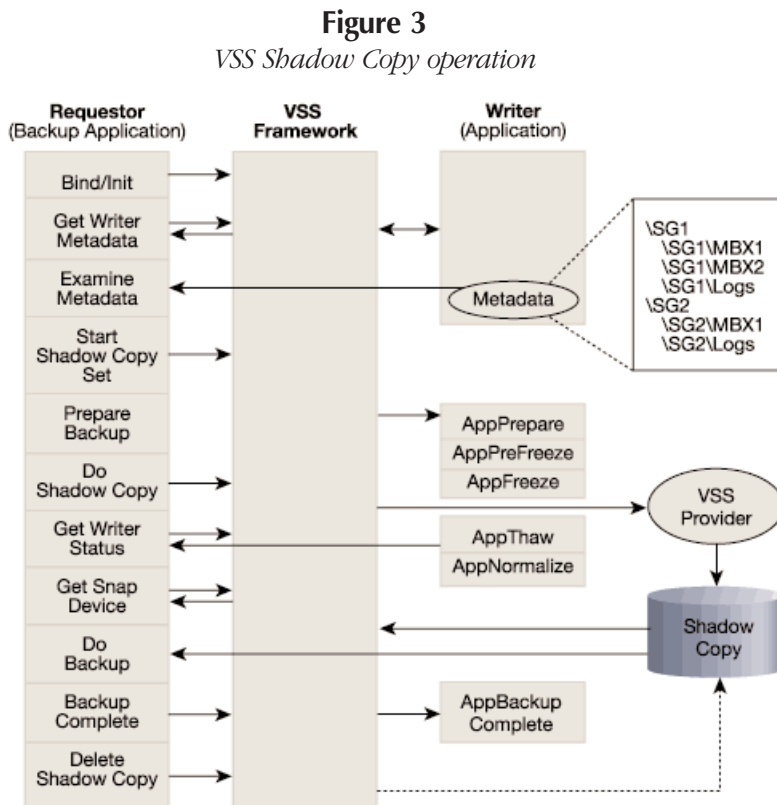 Figure 3
VSS Shadow Copy operation
Requestor
(Backup Application)
VSS
Framework
Writer
(Application)
Bind/Init
Get Writer
Metadata
Examine
Metadata
Start
Shadow Copy
Set
Prepare
Backup
Do
Shadow Copy
Get Writer
Status
Get Snap
Device
Do
Backup
Backup
Complete
Delete
Shadow Copy
Metadata
\SG1
\SG1\MBX1
\SG1\MBX2
\SG1\Logs
\SG2
\SG2\MBX1
\SG2\Logs
AppPrepare
AppPreFreeze
AppFreeze
AppThaw
AppNormalize
AppBackup
Complete
VSS
Provider
Shadow
Copy